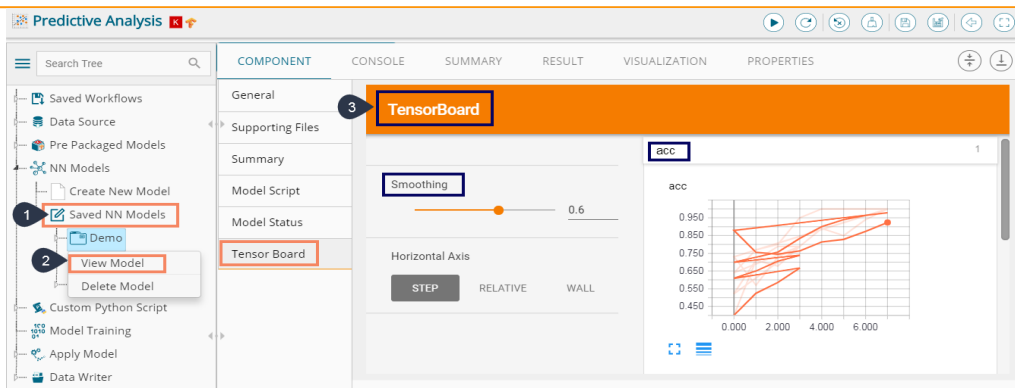 Predictive Analysis K
Search Tree
Saved Workflows
Data Source
Pre Packaged Models
NN Models
Create New Model
1 Saved NN Models
Demo
2 View Model
Delete Model
Custom Python Script
Model Training
Apply Model
Data Writer
COMPONENT CONSOLE SUMMARY RESULT VISUALIZATION PROPERTIES
General
Supporting Files
Summary
Model Script
Model Status
Tensor Board
3 TensorBoard
Smoothing
0.6
Horizontal Axis
STEP RELATIVE WALL
acc 1
acc
0.950
0.850
0.750
0.650
0.550
0.450
0.000 2.000 4.000 6.000